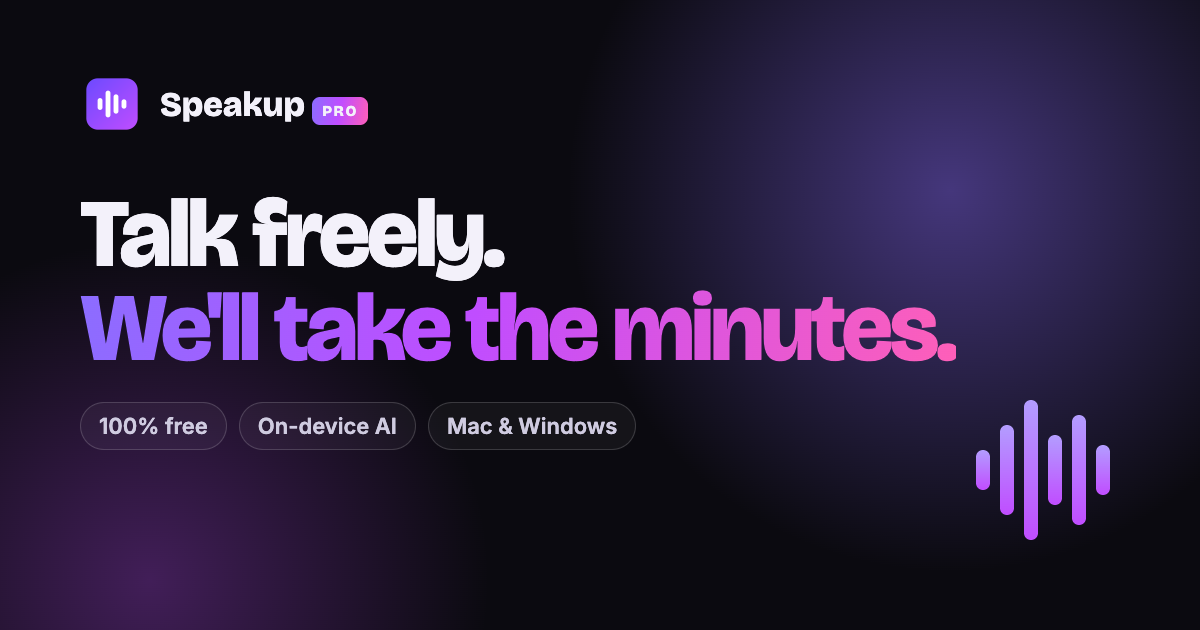 Speakup PRO
Talk freely.
We'll take the minutes.
100% free On-device AI Mac & Windows